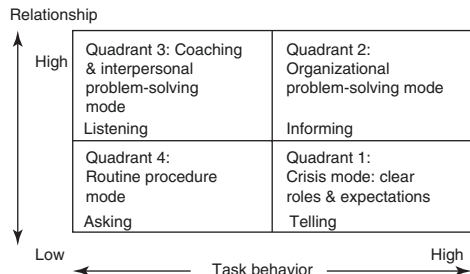 Relationship
High
Quadrant 3: Coaching
& interpersonal
problem-solving
mode
Listening
Quadrant 2:
Organizational
problem-solving mode
Informing
Quadrant 4:
Routine procedure
mode
Asking
Quadrant 1:
Crisis mode: clear
roles & expectations
Telling
Low
High
Task behavior